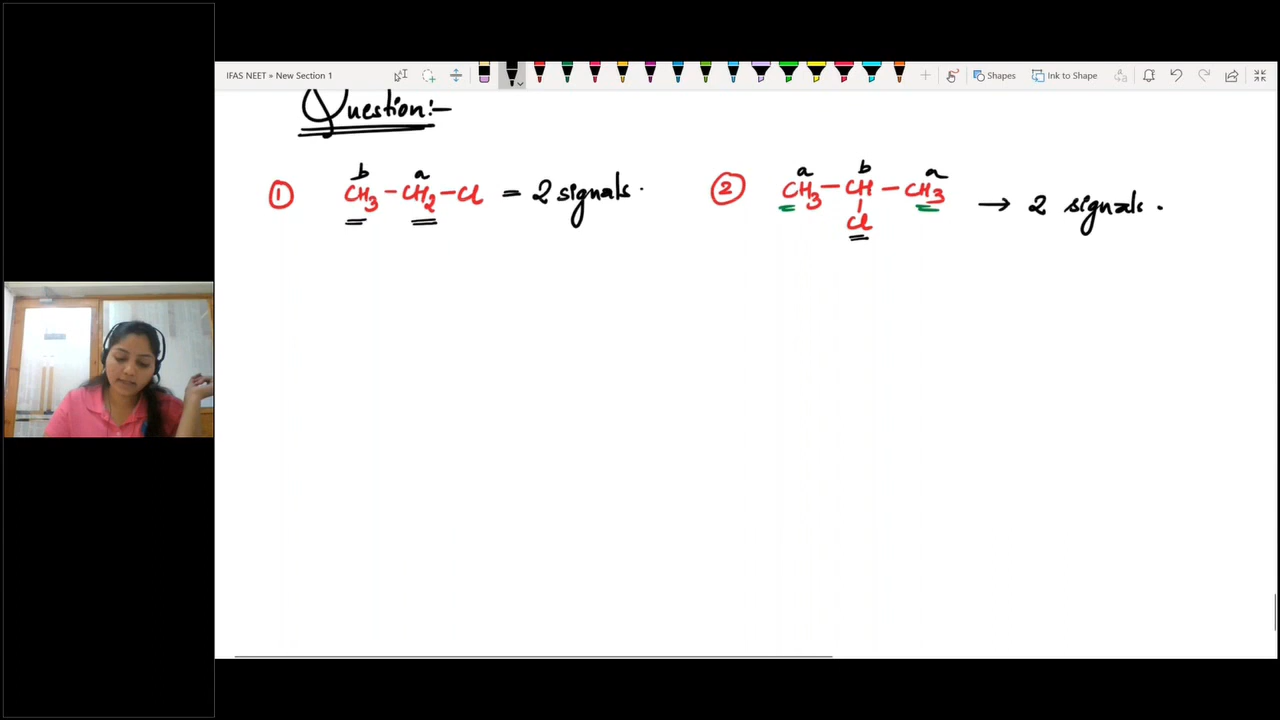 IFAS NEET » New Section 1
Shapes
Ink to Shape
Question:-
① b a
CH3 - CH2 - Cl = 2 signals.
② a b a
CH3 - CH - CH3 → 2 signals.
Cl